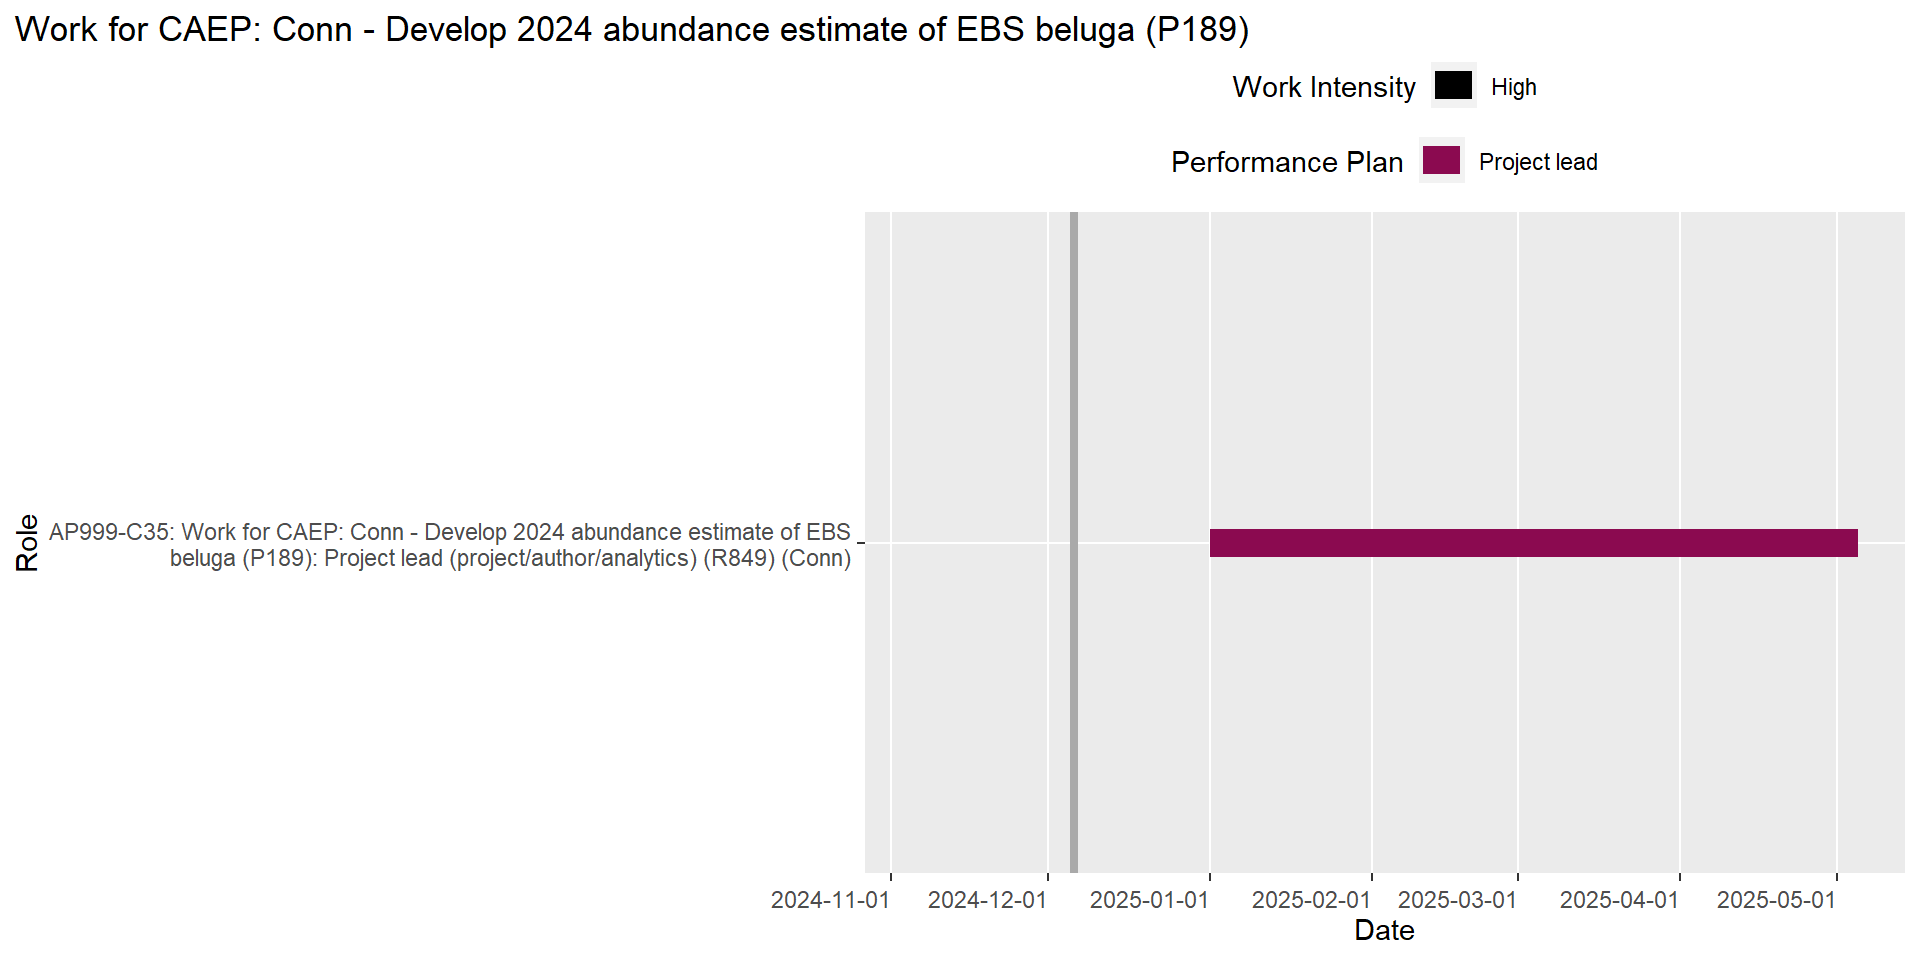 Work for CAEP: Conn - Develop 2024 abundance estimate of EBS beluga (P189)
Work Intensity High
Performance Plan Project lead
Role
AP999-C35: Work for CAEP: Conn - Develop 2024 abundance estimate of EBS
beluga (P189): Project lead (project/author/analytics) (R849) (Conn)
2024-11-01 2024-12-01 2025-01-01 2025-02-01 2025-03-01 2025-04-01 2025-05-01
Date